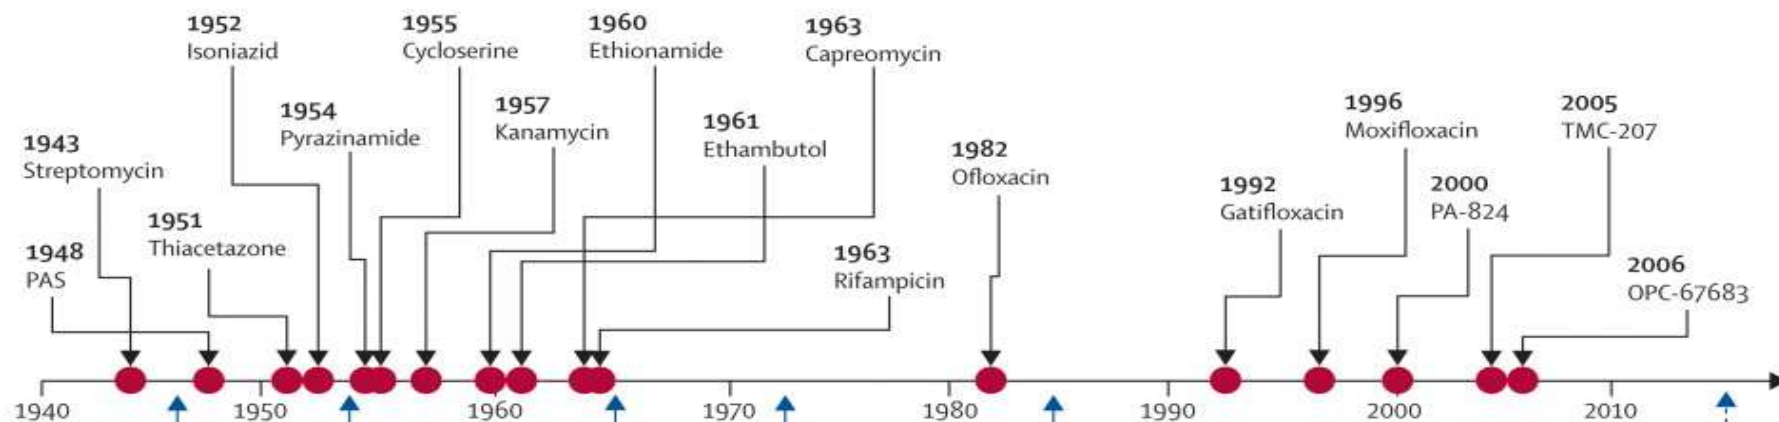 1952
Isoniazid
1955
Cycloserine
1960
Ethionamide
1963
Capreomycin
1954
Pyrazinamide
1957
Kanamycin
1961
Ethambutol
1996
Moxifloxacin
2005
TMC-207
1943
Streptomycin
1982
Ofloxacin
1992
Gatifloxacin
2000
PA-824
1951
Thiacetazone
1948
PAS
1963
Rifampicin
2006
OPC-67683
1940 1950 1960 1970 1980 1990 2000 2010